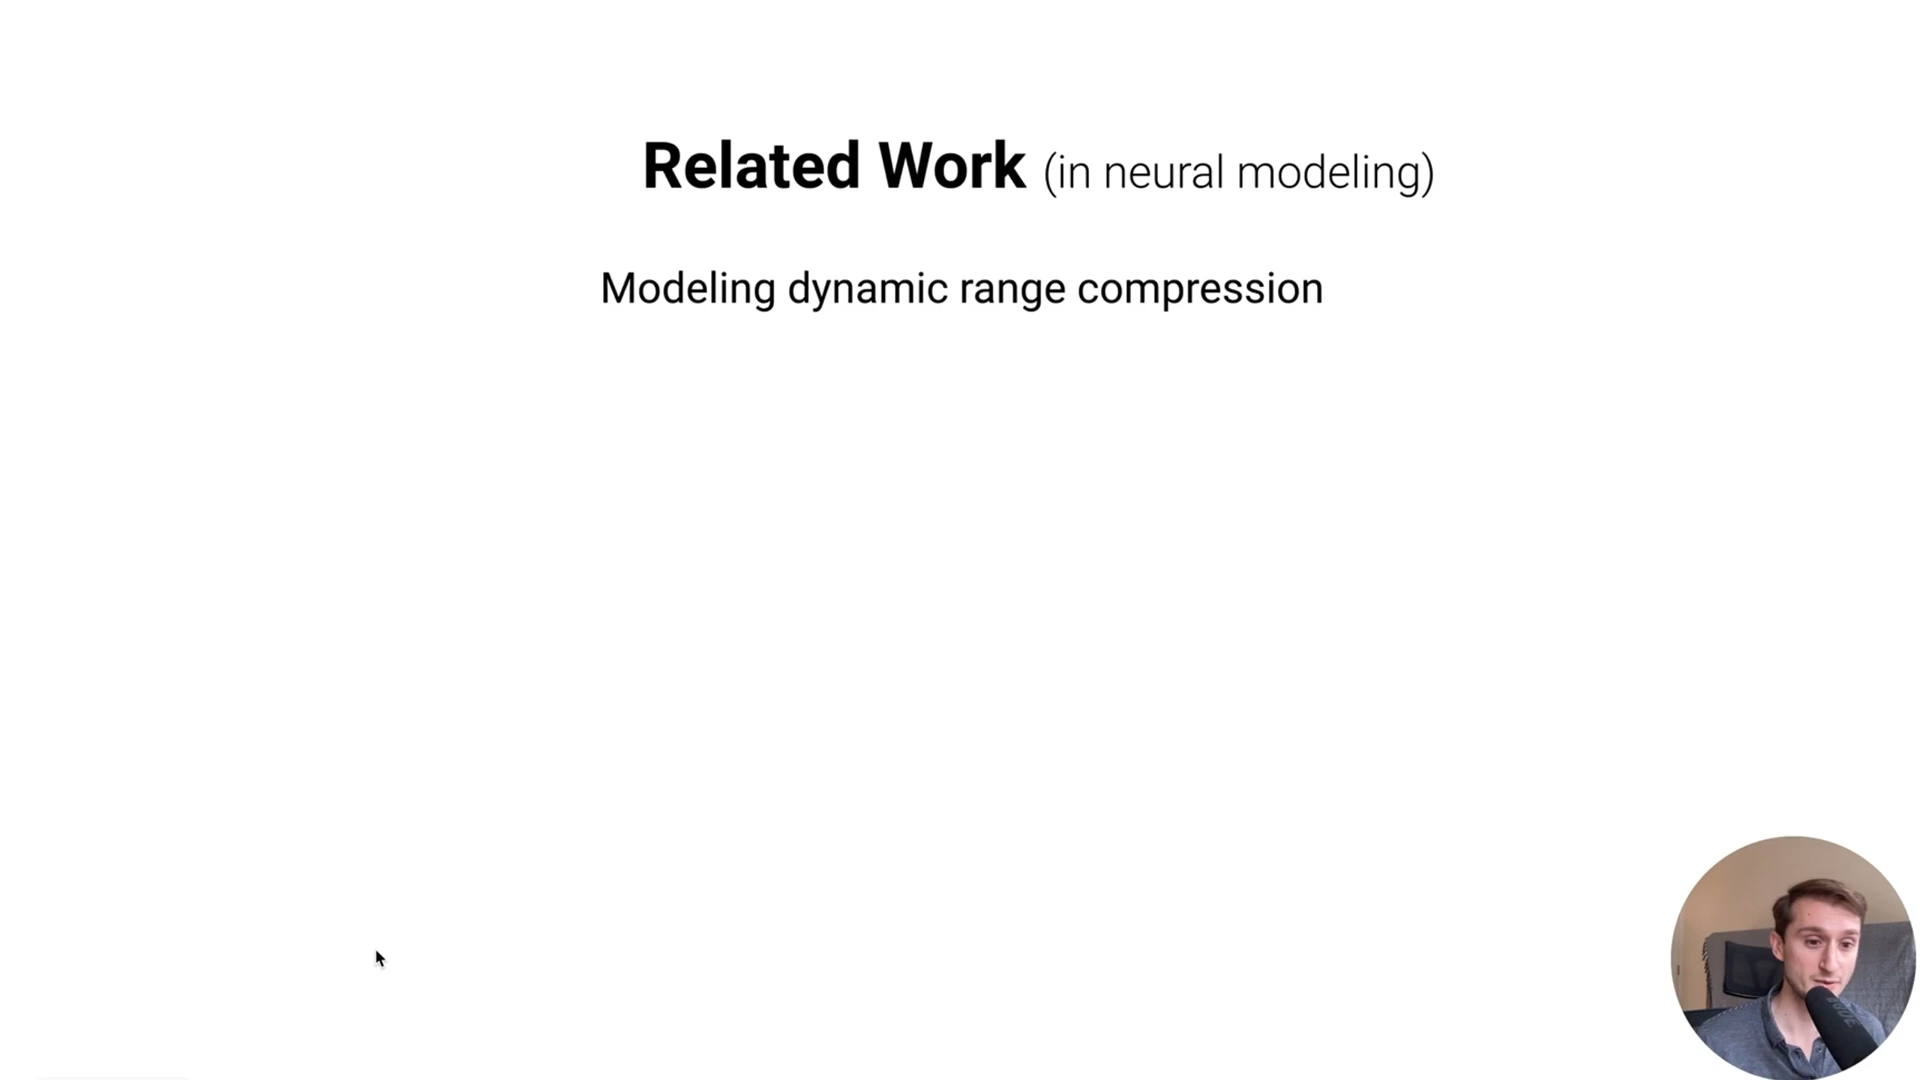 Related Work (in neural modeling)
Modeling dynamic range compression